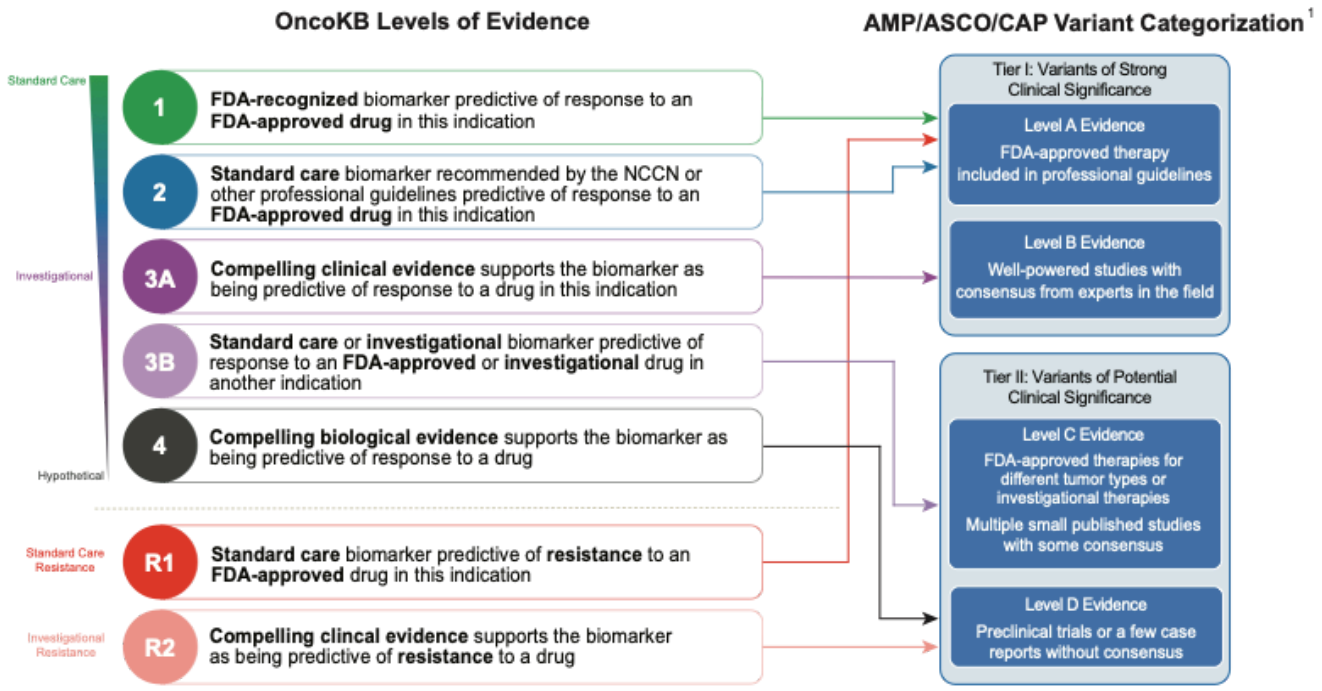 OncoKB Levels of Evidence
AMP/ASCO/CAP Variant Categorization1
Standard Care
1
FDA-recognized biomarker predictive of response to an
FDA-approved drug in this indication
2
Standard care biomarker recommended by the NCCN or
other professional guidelines predictive of response to an
FDA-approved drug in this indication
Investigational
3A
Compelling clinical evidence supports the biomarker as
being predictive of response to a drug in this indication
3B
Standard care or investigational biomarker predictive of
response to an FDA-approved or investigational drug in
another indication
4
Compelling biological evidence supports the biomarker as
being predictive of response to a drug
Hypothetical
Standard Care
Resistance
R1
Standard care biomarker predictive of resistance to an
FDA-approved drug in this indication
Investigational
Resistance
R2
Compelling clincal evidence supports the biomarker
as being predictive of resistance to a drug
Tier I: Variants of Strong
Clinical Significance
Level A Evidence
FDA-approved therapy
included in professional guidelines
Level B Evidence
Well-powered studies with
consensus from experts in the field
Tier II: Variants of Potential
Clinical Significance
Level C Evidence
FDA-approved therapies for
different tumor types or
investigational therapies
Multiple small published studies
with some consensus
Level D Evidence
Preclinical trials or a few case
reports without consensus